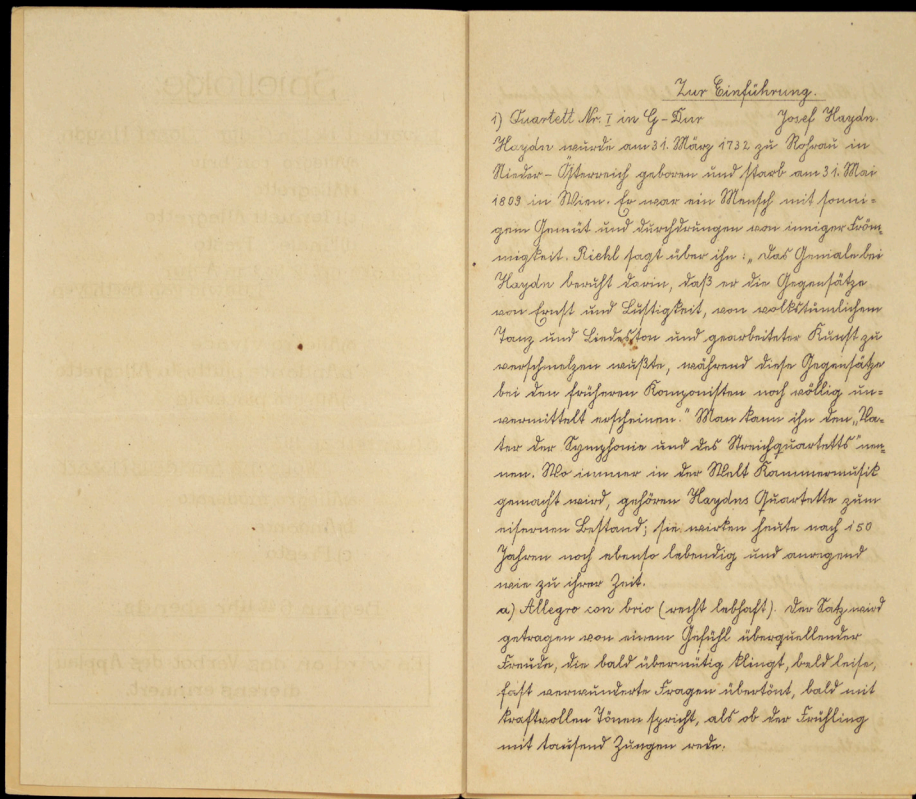 Zur Einführung.
1) Quartett Nr. I in G-Dur Josef Haydn.
Haydn wurde am 31. März 1732 zu Rohrau in
Nieder-Österreich geboren und starb am 31. Mai
1809 in Wien. Er war ein Mensch mit sonni=
gem Gemüt und durchdrungen von inniger Fröm=
migkeit. Riehl sagt über ihn: „Das Geniale bei
Haydn beruht darin, daß er die Gegensätze
von Ernst und Lustigkeit, von volkstümlichem
Tanz und Liedeston und gearbeiteter Kunst zu
verschmelzen wußte, während diese Gegensätze
bei den früheren Komponisten noch völlig un=
vermittelt erscheinen." Man kann ihn den „Va=
ter der Symphonie und des Streichquartetts" nen=
nen. Wo immer in der Welt Kammermusik
gemacht wird, gehören Haydns Quartette zum
eisernen Bestand; sie wirken heute nach 150
Jahren noch ebenso lebendig und anregend
wie zu ihrer Zeit.
a) Allegro con brio (recht lebhaft). Der Satz wird
getragen von einem Gefühl überquellender
Freude, die bald übermütig klingt, bald leise,
fast verwunderte Fragen übertönt, bald mit
kraftvollen Tönen spricht, als ob der Frühling
mit tausend Zungen rede.